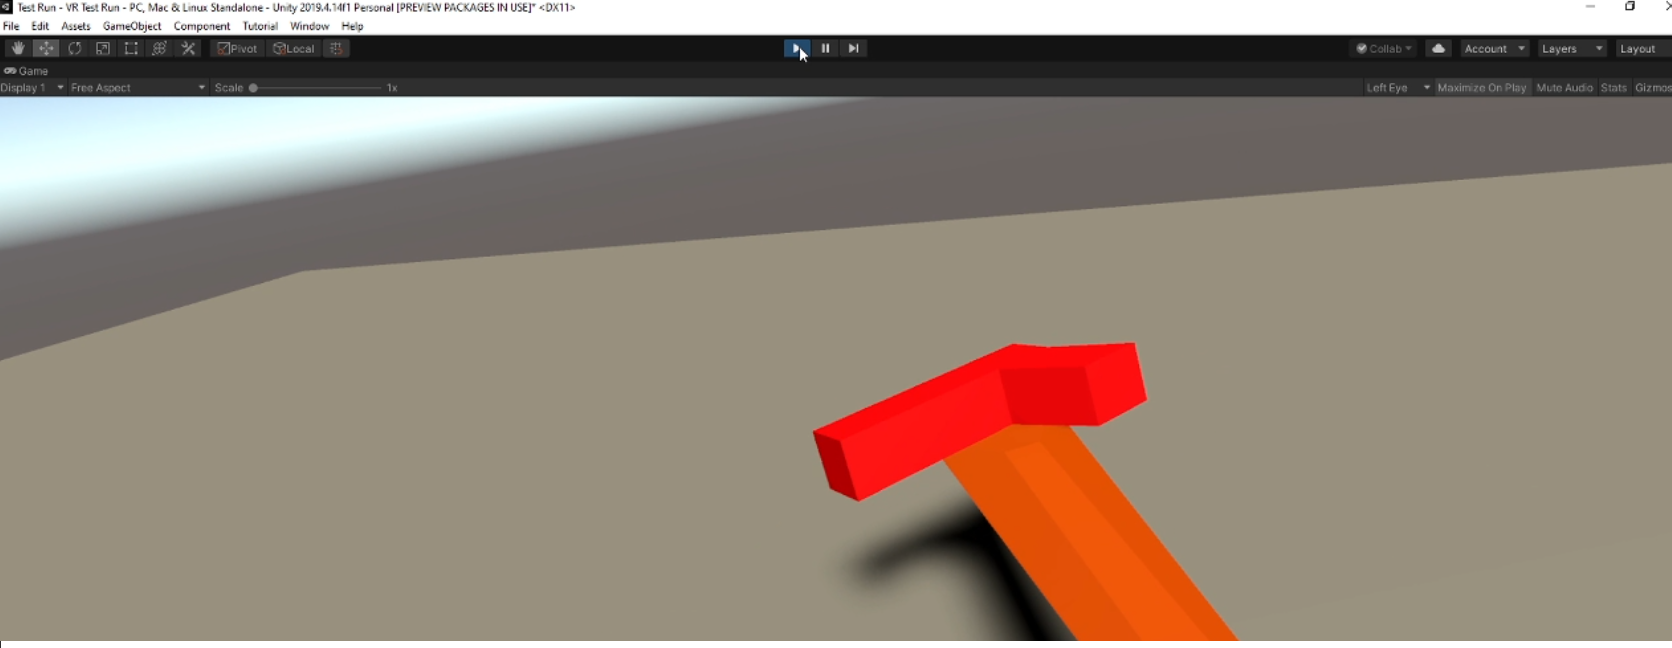 Test Run - VR Test Run - PC, Mac & Linux Standalone - Unity 2019.4.14f1 Personal [PREVIEW PACKAGES IN USE]* <DX11>
File Edit Assets GameObject Component Tutorial Window Help
Pivot Local Collab Account Layers Layout
Game
Display 1 Free Aspect Scale 1x Left Eye Maximize On Play Mute Audio Stats Gizmos